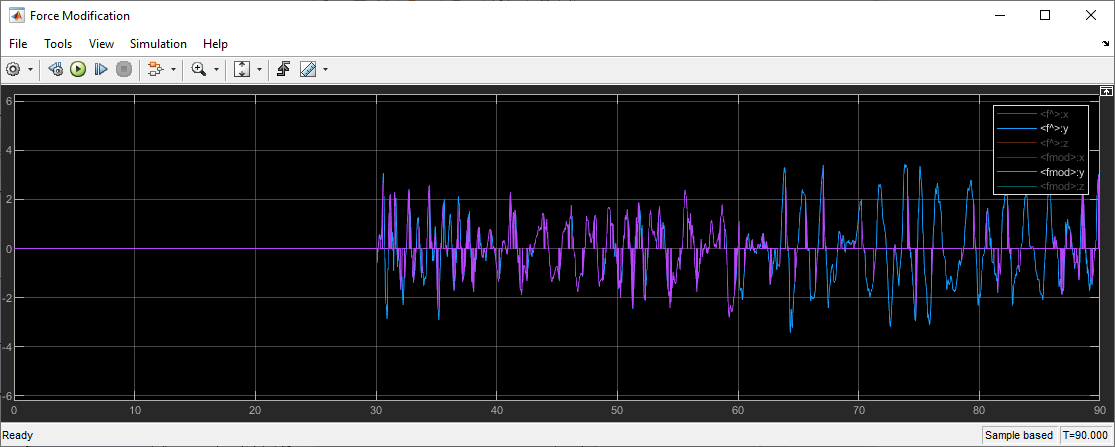 Force Modification
File Tools View Simulation Help
6
4
2
0
-2
-4
-6
<f^>:x
<f^>:y
<f^>:z
<fmod>:x
<fmod>:y
<fmod>:z
0 10 20 30 40 50 60 70 80 90
Ready Sample based T=90.000